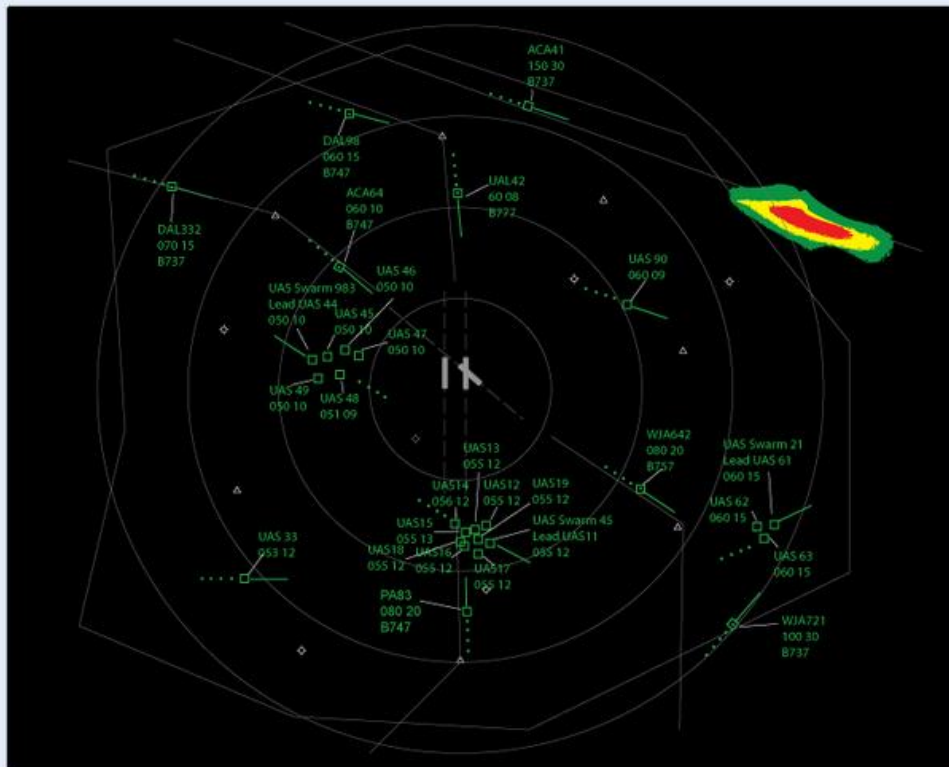 ACA41
150 30
B737
DAL98
060 15
B747
ACA64
060 10
B747
UAL42
60 08
B777
DAL332
070 15
B737
UAS 90
060 09
UAS 46
050 10
UAS Swarm 983
Lead UAS 44
050 10
UAS 45
050 10
UAS 47
050 10
UAS 49
050 10
UAS 48
051 09
WJA642
080 20
B757
UAS Swarm 21
Lead UAS 61
060 15
UAS 62
060 15
UAS 63
060 15
UAS13
055 12
UAS14
056 12
UAS12
055 12
UAS19
055 12
UAS15
055 13
UAS Swarm 45
Lead UAS11
055 12
UAS18
055 12
UAS16
055 12
UAS17
055 12
UAS 33
053 12
PA83
080 20
B747
WJA721
100 30
B737